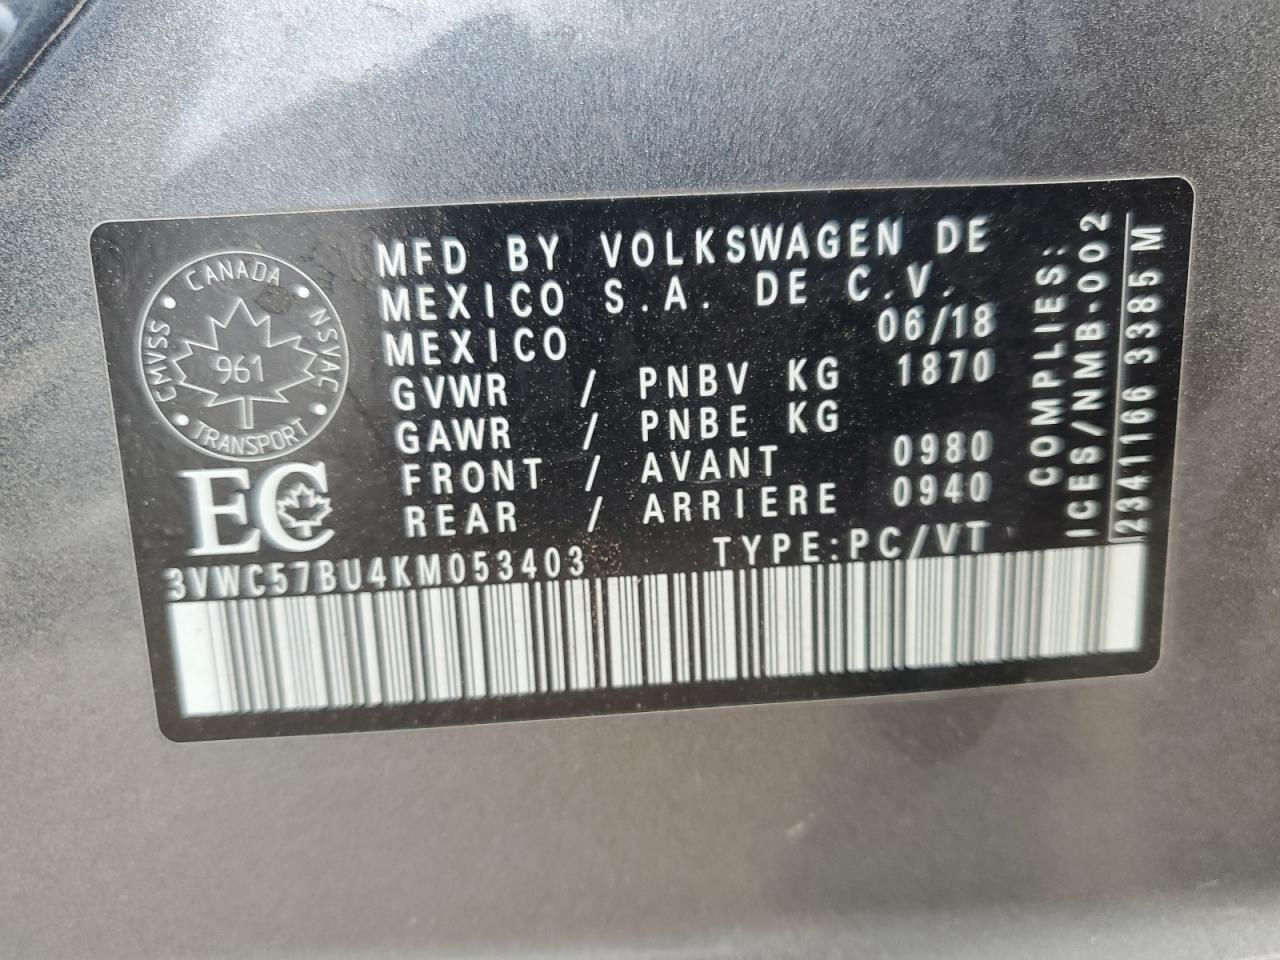 CANADA
CMVSS
NSVAC
961
TRANSPORT
EC
MFD BY VOLKSWAGEN DE
MEXICO S.A. DE C.V.
MEXICO 06/18
GVWR / PNBV KG 1870
GAWR / PNBE KG
FRONT / AVANT 0980
REAR / ARRIERE 0940
3VWC57BU4KM053403 TYPE:PC/VT
COMPLIES:
ICES/NMB-002
2341166 3385 M